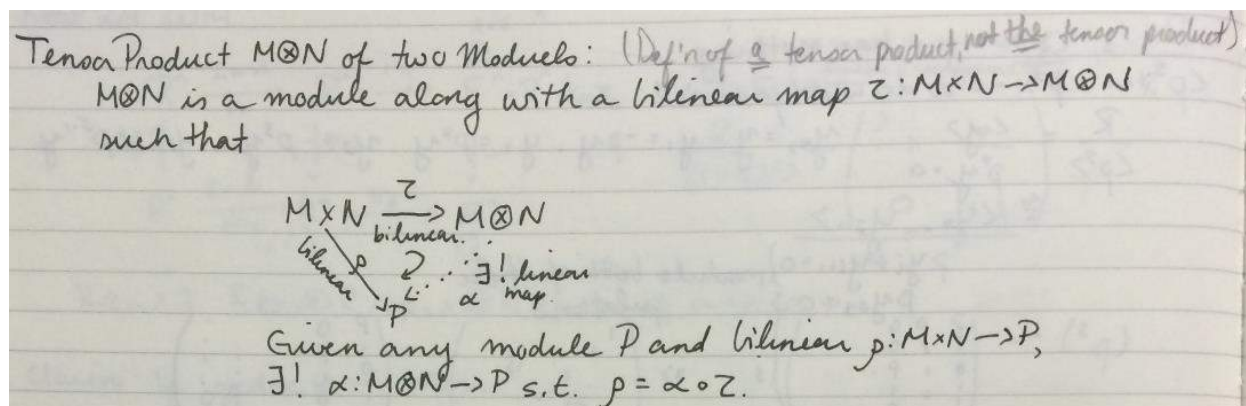 Tensor Product M⊗N of two Moduels: (Def'n of a tensor product, not the tensor product)
M⊗N is a module along with a bilinear map τ: M×N→M⊗N
such that
τ
M×N → M⊗N
bilinear.
bilinear ρ ∃! linear
α map.
P
Given any module P and bilinear ρ: M×N→P,
∃! α: M⊗N→P s.t. ρ = α∘τ.